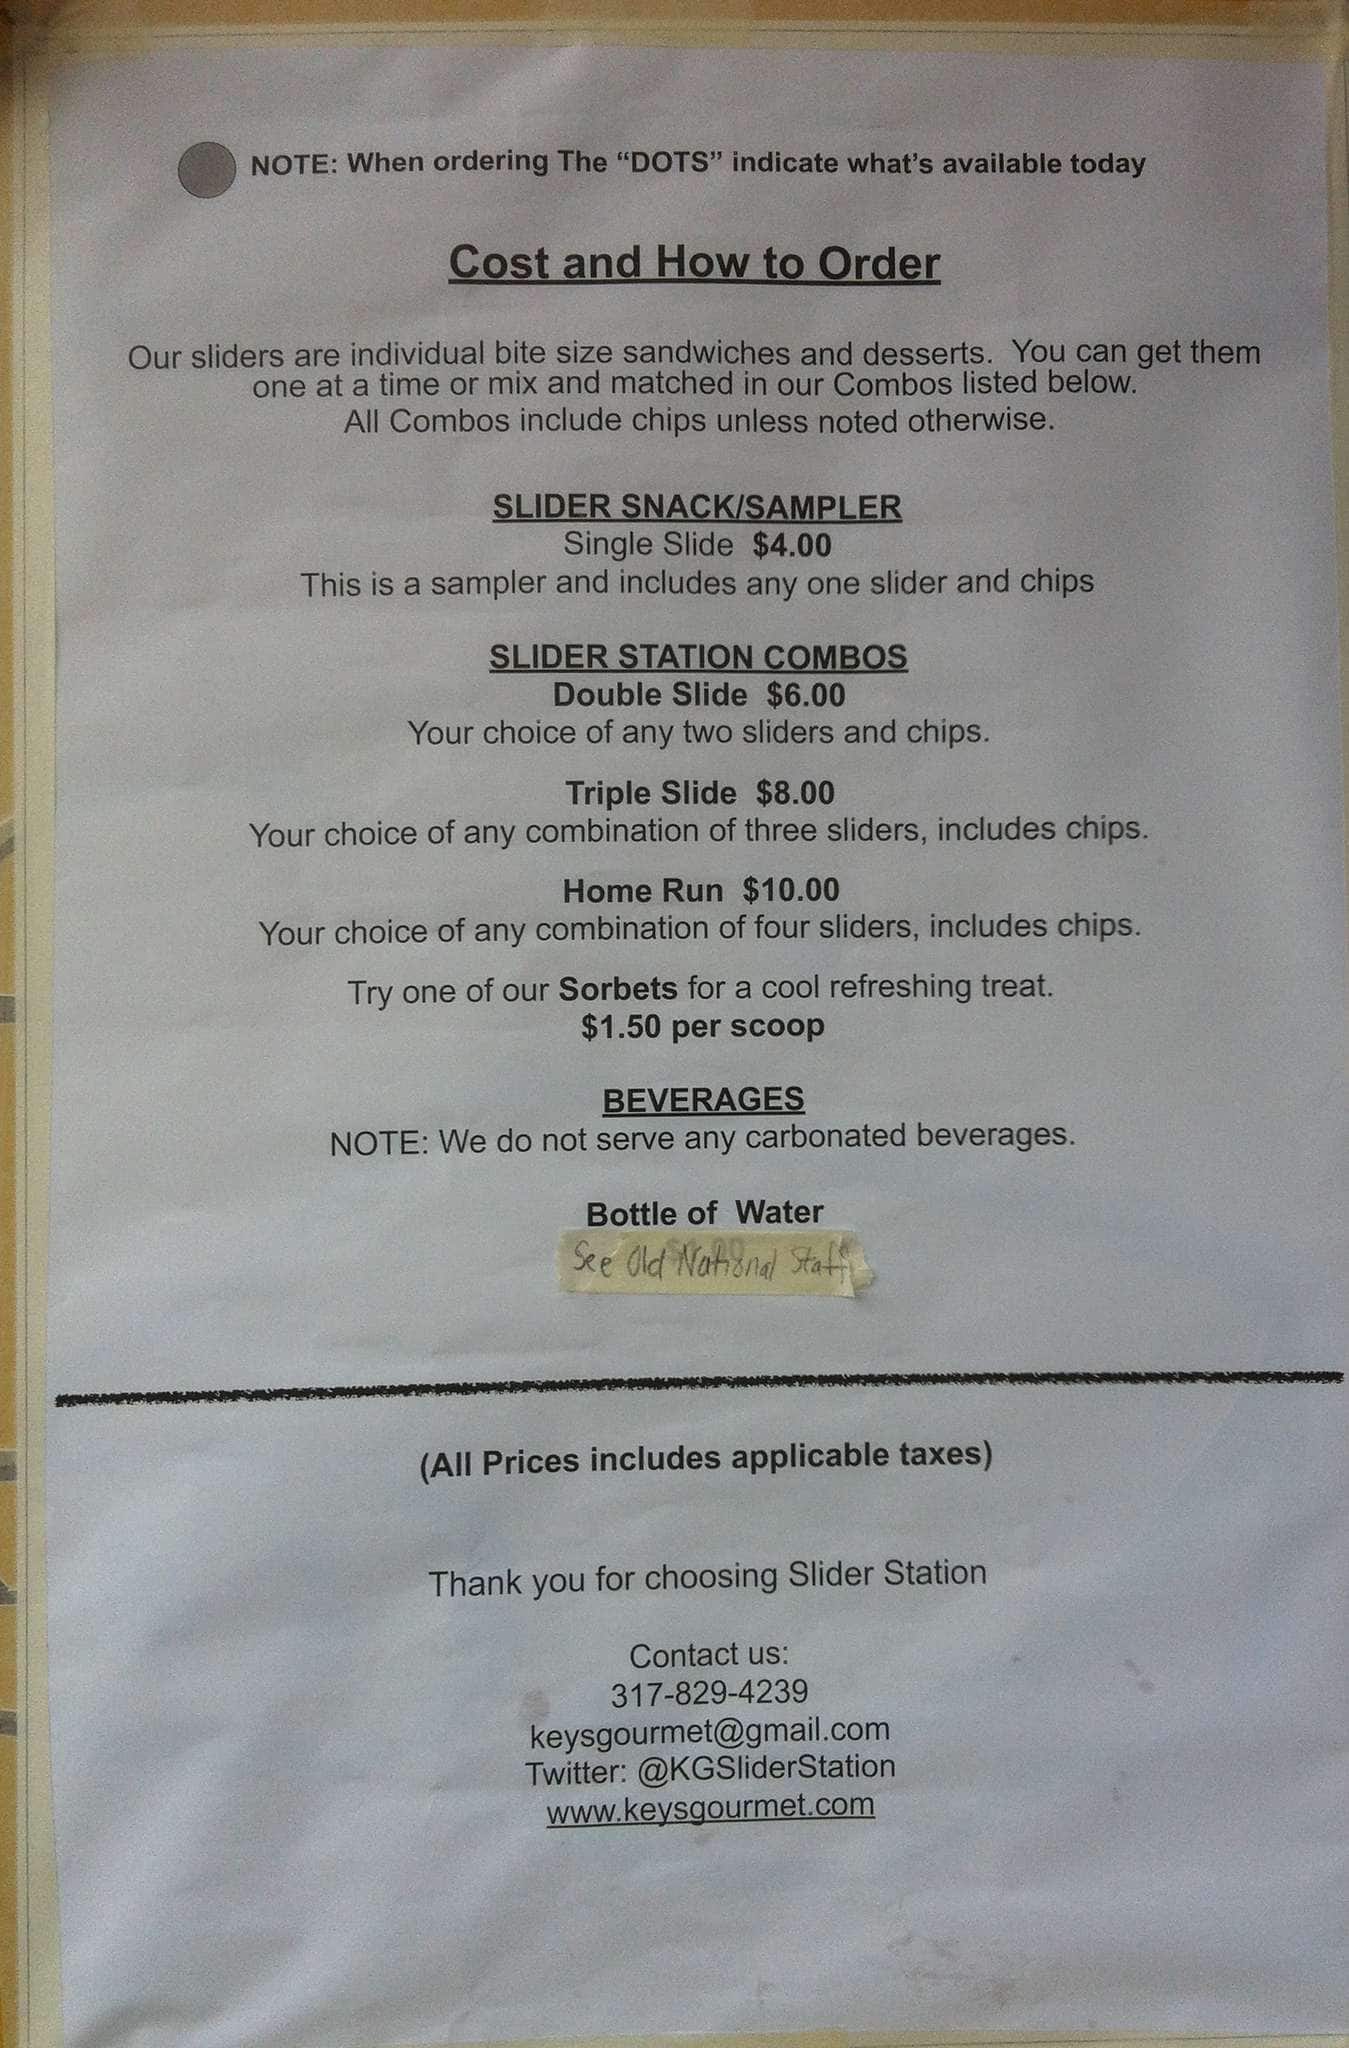 NOTE: When ordering The “DOTS” indicate what’s available today
Cost and How to Order
Our sliders are individual bite size sandwiches and desserts. You can get them
one at a time or mix and matched in our Combos listed below.
All Combos include chips unless noted otherwise.
SLIDER SNACK/SAMPLER
Single Slide $4.00
This is a sampler and includes any one slider and chips
SLIDER STATION COMBOS
Double Slide $6.00
Your choice of any two sliders and chips.
Triple Slide $8.00
Your choice of any combination of three sliders, includes chips.
Home Run $10.00
Your choice of any combination of four sliders, includes chips.
Try one of our Sorbets for a cool refreshing treat.
$1.50 per scoop
BEVERAGES
NOTE: We do not serve any carbonated beverages.
Bottle of Water
See Old National Staff
(All Prices includes applicable taxes)
Thank you for choosing Slider Station
Contact us:
317-829-4239
keysgourmet@gmail.com
Twitter: @KGSliderStation
www.keysgourmet.com